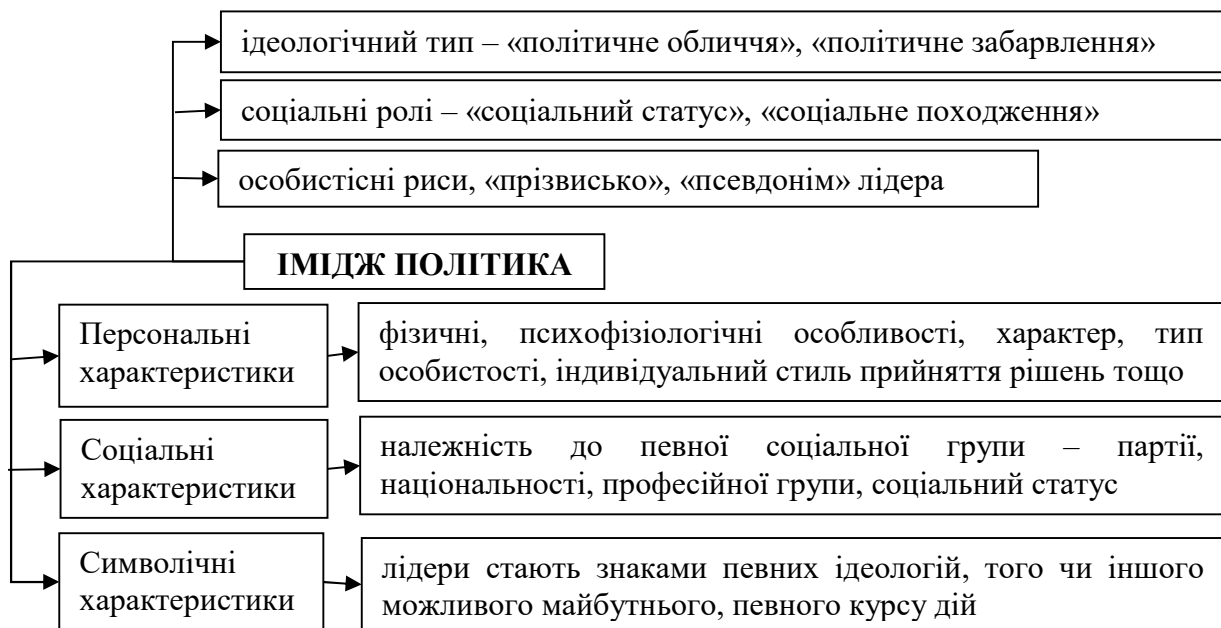 ідеологічний тип – «політичне обличчя», «політичне забарвлення»
соціальні ролі – «соціальний статус», «соціальне походження»
особистісні риси, «прізвисько», «псевдонім» лідера
ІМІДЖ ПОЛІТИКА
Персональні
характеристики
фізичні, психофізіологічні особливості, характер, тип
особистості, індивідуальний стиль прийняття рішень тощо
Соціальні
характеристики
належність до певної соціальної групи – партії,
національності, професійної групи, соціальний статус
Символічні
характеристики
лідери стають знаками певних ідеологій, того чи іншого
можливого майбутнього, певного курсу дій